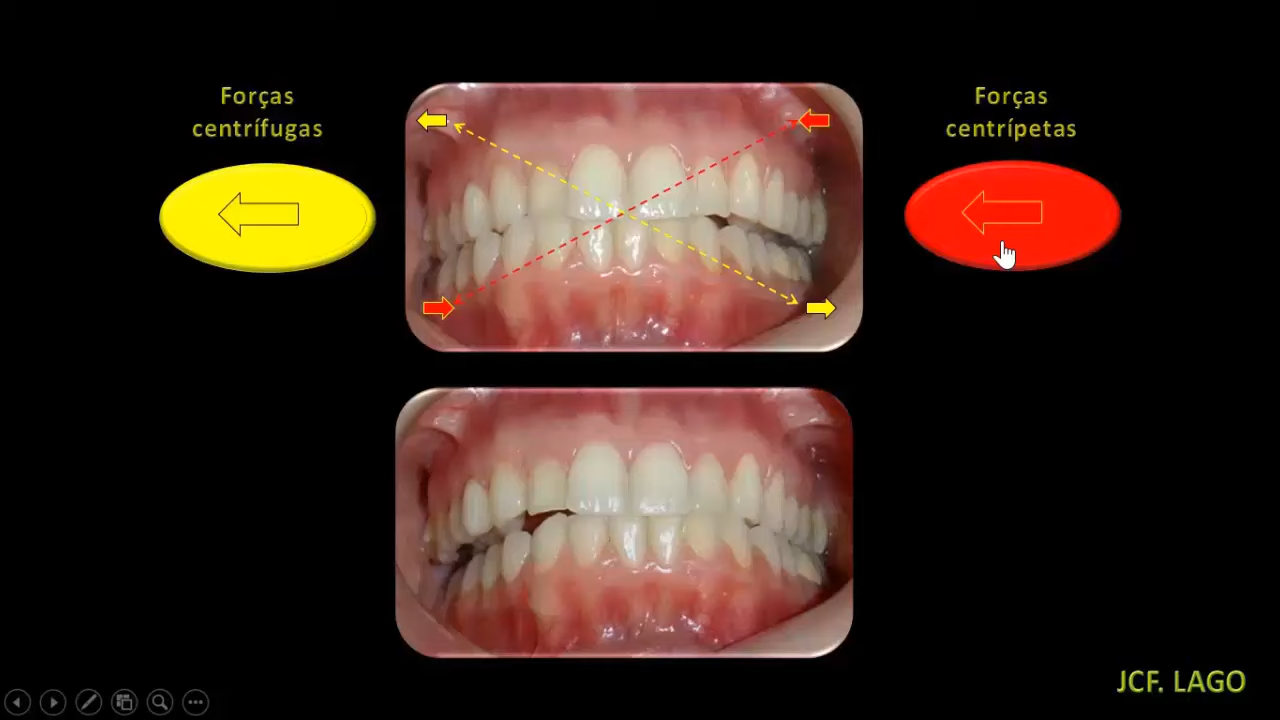 Forças
centrífugas
Forças
centrípetas
JCF. LAGO